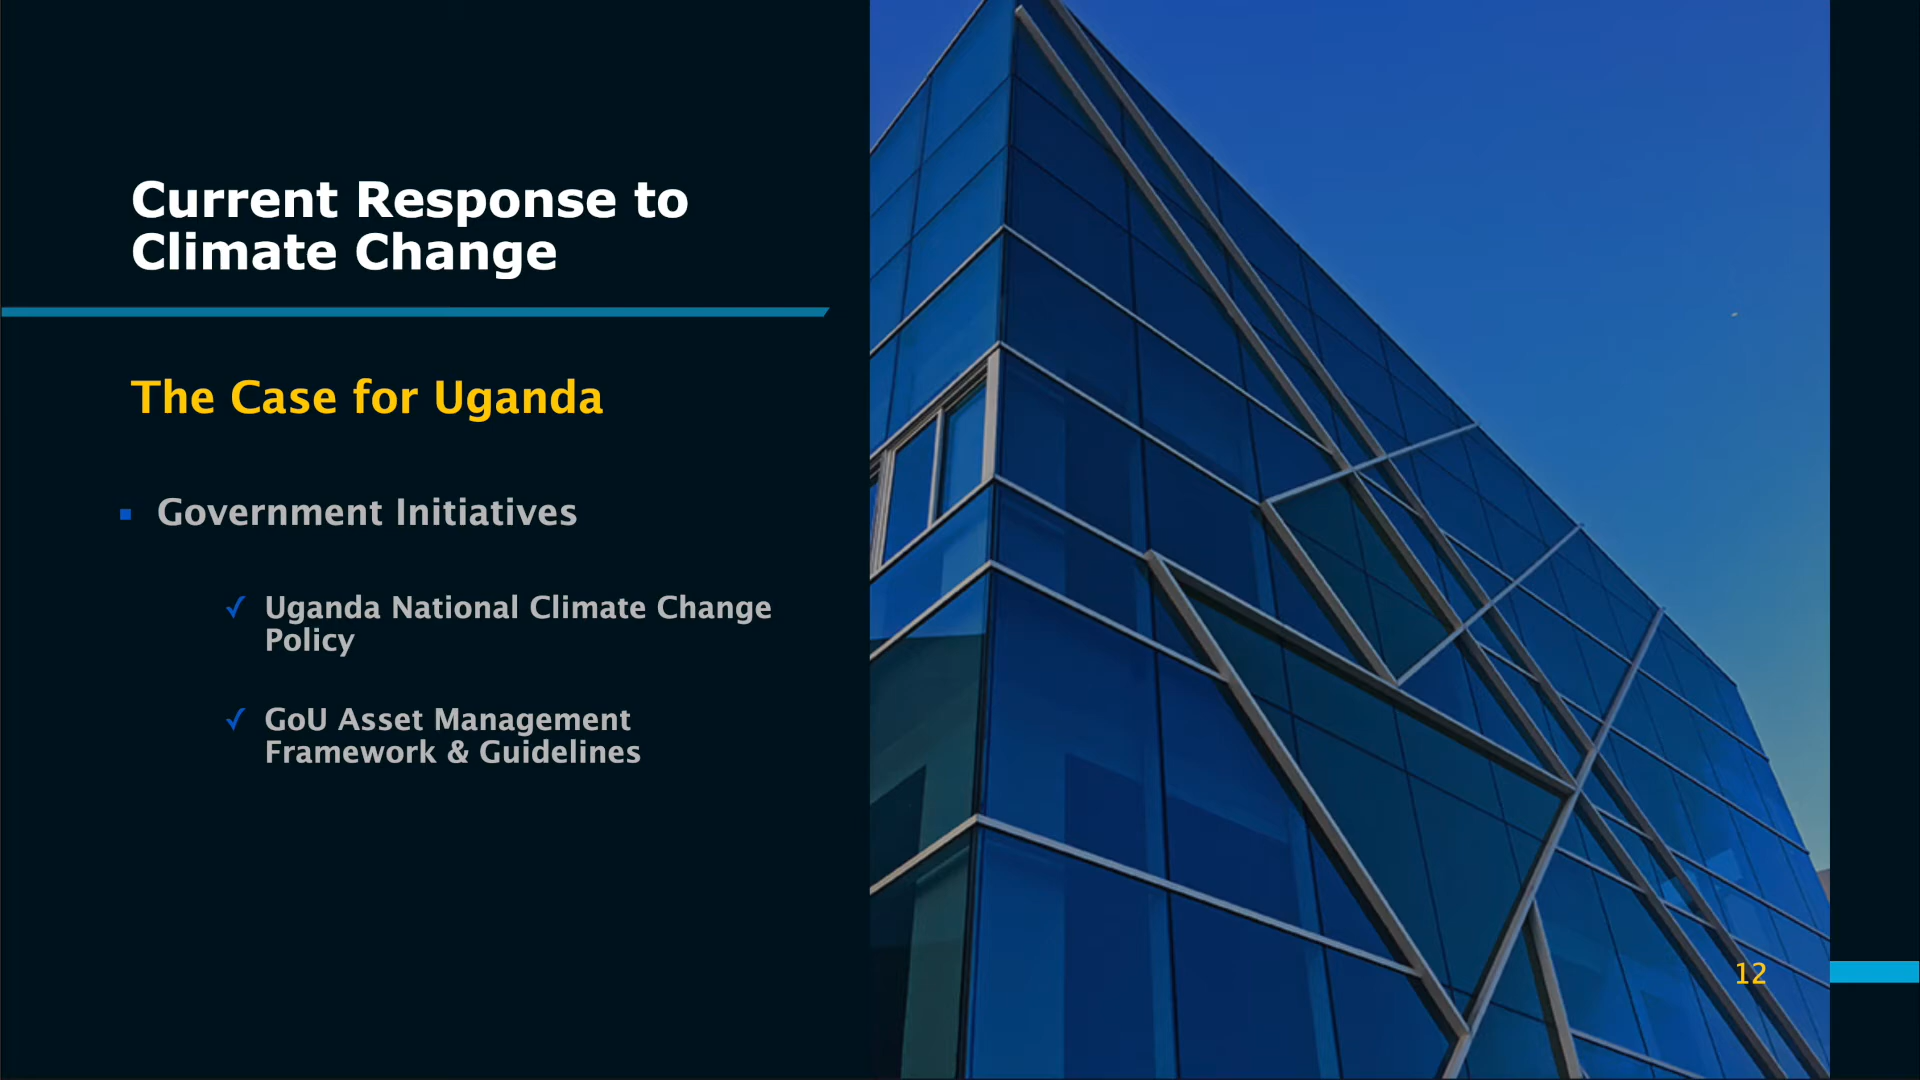 Current Response to
Climate Change
The Case for Uganda
Government Initiatives
Uganda National Climate Change
Policy
GoU Asset Management
Framework & Guidelines
12